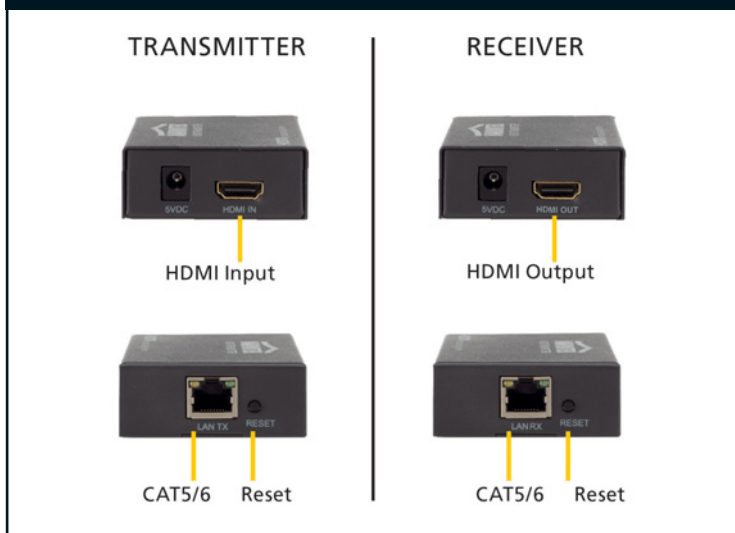 TRANSMITTER
5VDC
HDMI IN
HDMI Input
LAN TX
RESET
CAT5/6
Reset
RECEIVER
5VDC
HDMI OUT
HDMI Output
LAN RX
RESET
CAT5/6
Reset